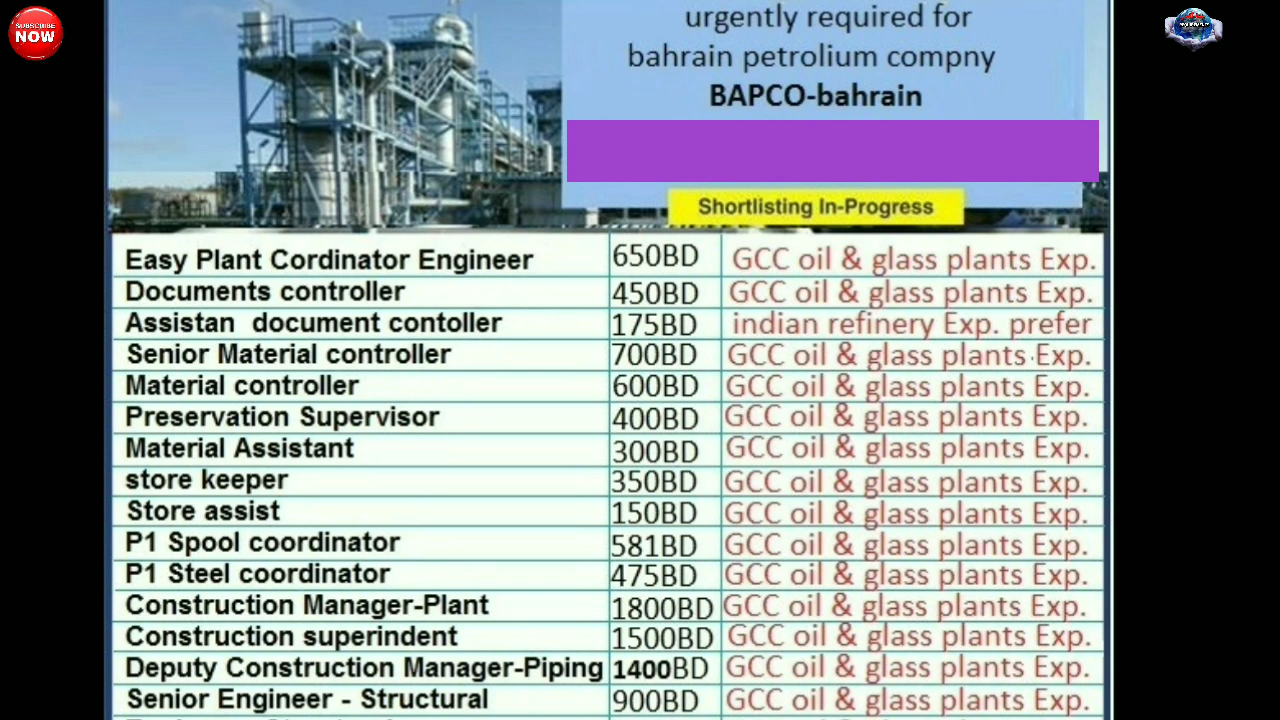 SUBSCRIBE
NOW
urgently required for
bahrain petrolium compny
BAPCO-bahrain
Shortlisting In-Progress
Easy Plant Cordinator Engineer 650BD GCC oil & glass plants Exp.
Documents controller 450BD GCC oil & glass plants Exp.
Assistan document contoller 175BD indian refinery Exp. prefer
Senior Material controller 700BD GCC oil & glass plants Exp.
Material controller 600BD GCC oil & glass plants Exp.
Preservation Supervisor 400BD GCC oil & glass plants Exp.
Material Assistant 300BD GCC oil & glass plants Exp.
store keeper 350BD GCC oil & glass plants Exp.
Store assist 150BD GCC oil & glass plants Exp.
P1 Spool coordinator 581BD GCC oil & glass plants Exp.
P1 Steel coordinator 475BD GCC oil & glass plants Exp.
Construction Manager-Plant 1800BD GCC oil & glass plants Exp.
Construction superindent 1500BD GCC oil & glass plants Exp.
Deputy Construction Manager-Piping 1400BD GCC oil & glass plants Exp.
Senior Engineer - Structural 900BD GCC oil & glass plants Exp.